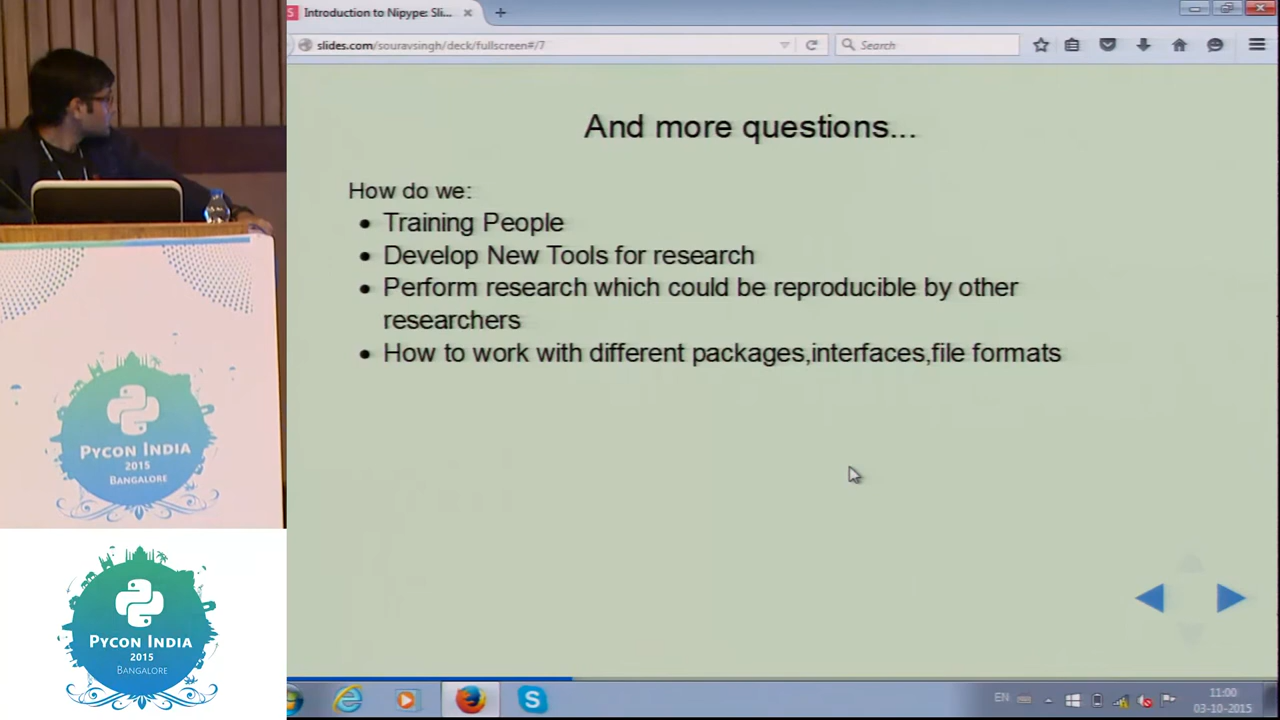 Introduction to Nipype: Sli...
slides.com/souravsingh/deck/fullscreen#/7
Search
And more questions...
How do we:
• Training People
• Develop New Tools for research
• Perform research which could be reproducible by other
researchers
• How to work with different packages,interfaces,file formats
PYCON INDIA
2015
BANGALORE
PYCON INDIA
2015
BANGALORE
EN
11:00
03-10-2015